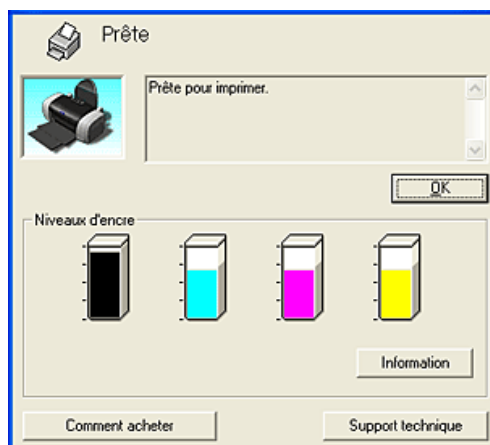 Prête
Prête pour imprimer.
OK
Niveaux d'encre
Information
Comment acheter
Support technique